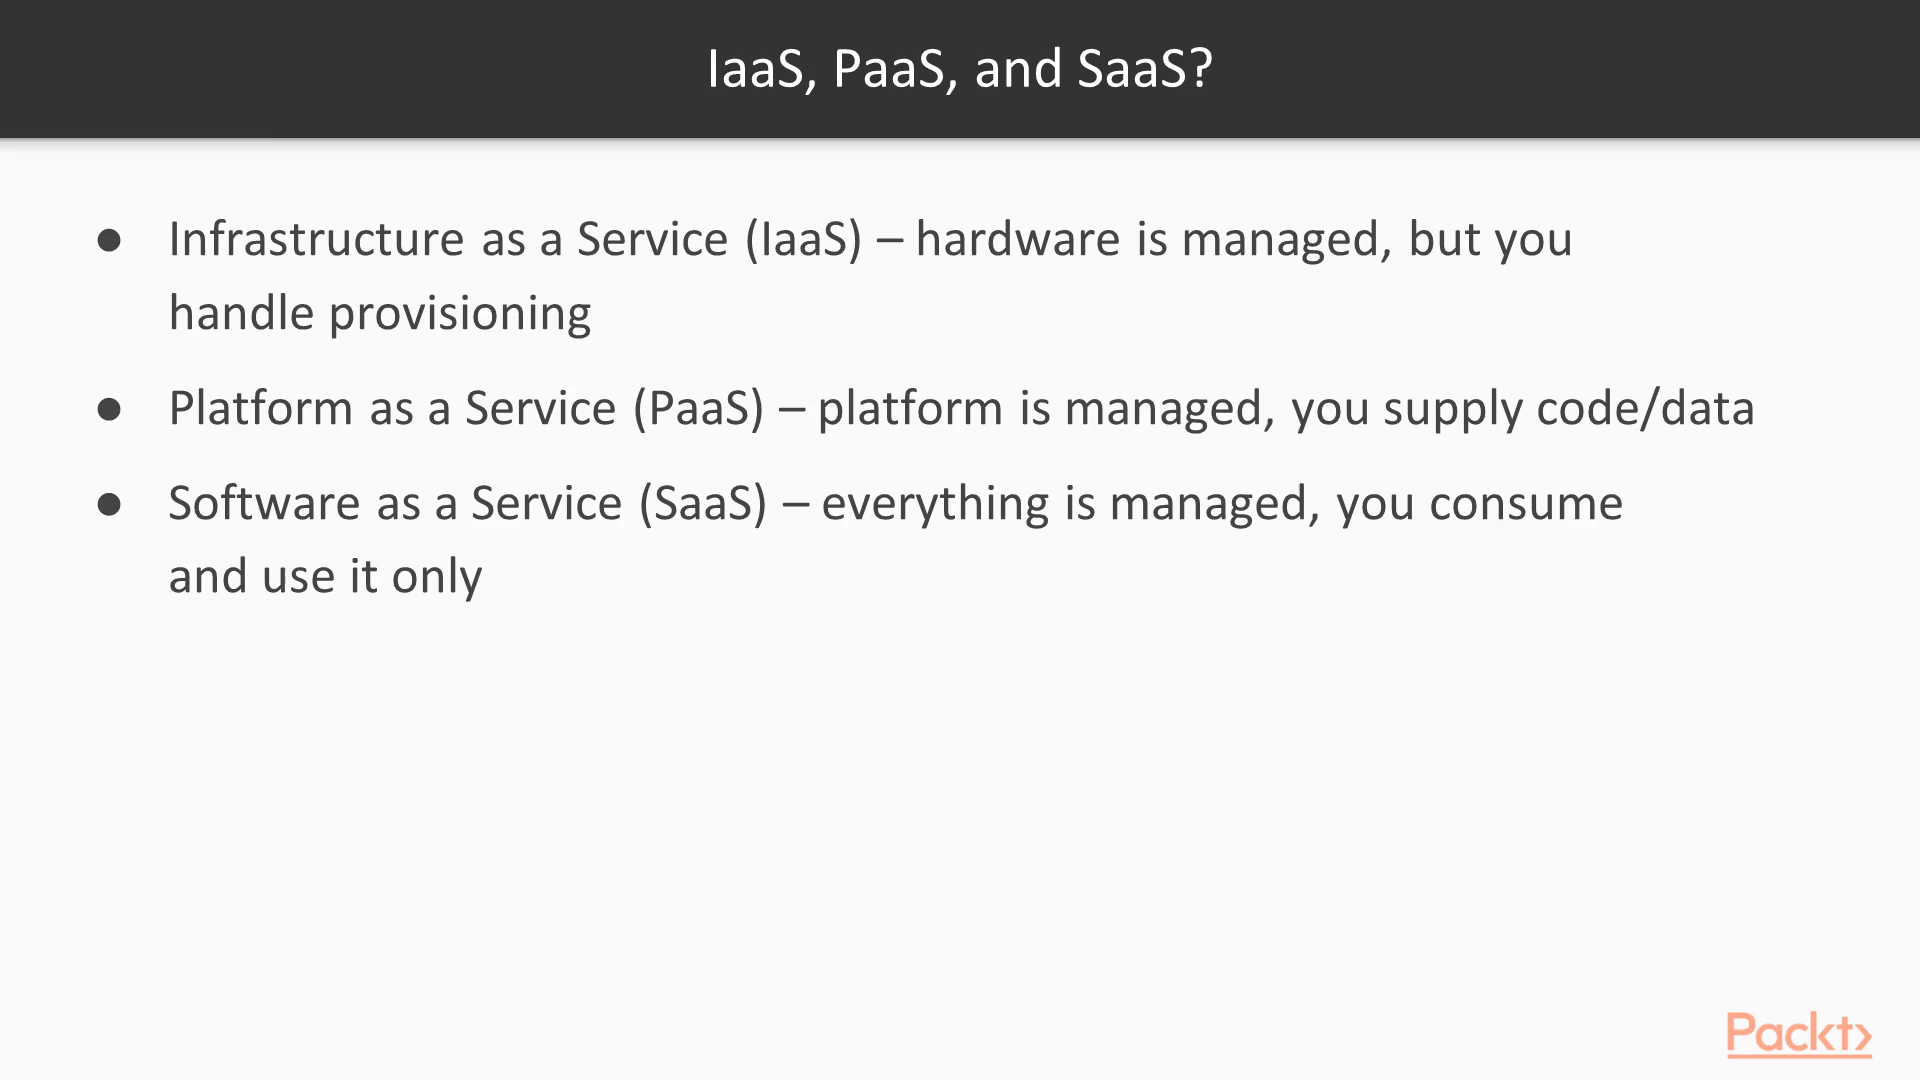 IaaS, PaaS, and SaaS?
● Infrastructure as a Service (IaaS) – hardware is managed, but you
handle provisioning
● Platform as a Service (PaaS) – platform is managed, you supply code/data
● Software as a Service (SaaS) – everything is managed, you consume
and use it only
Packt>